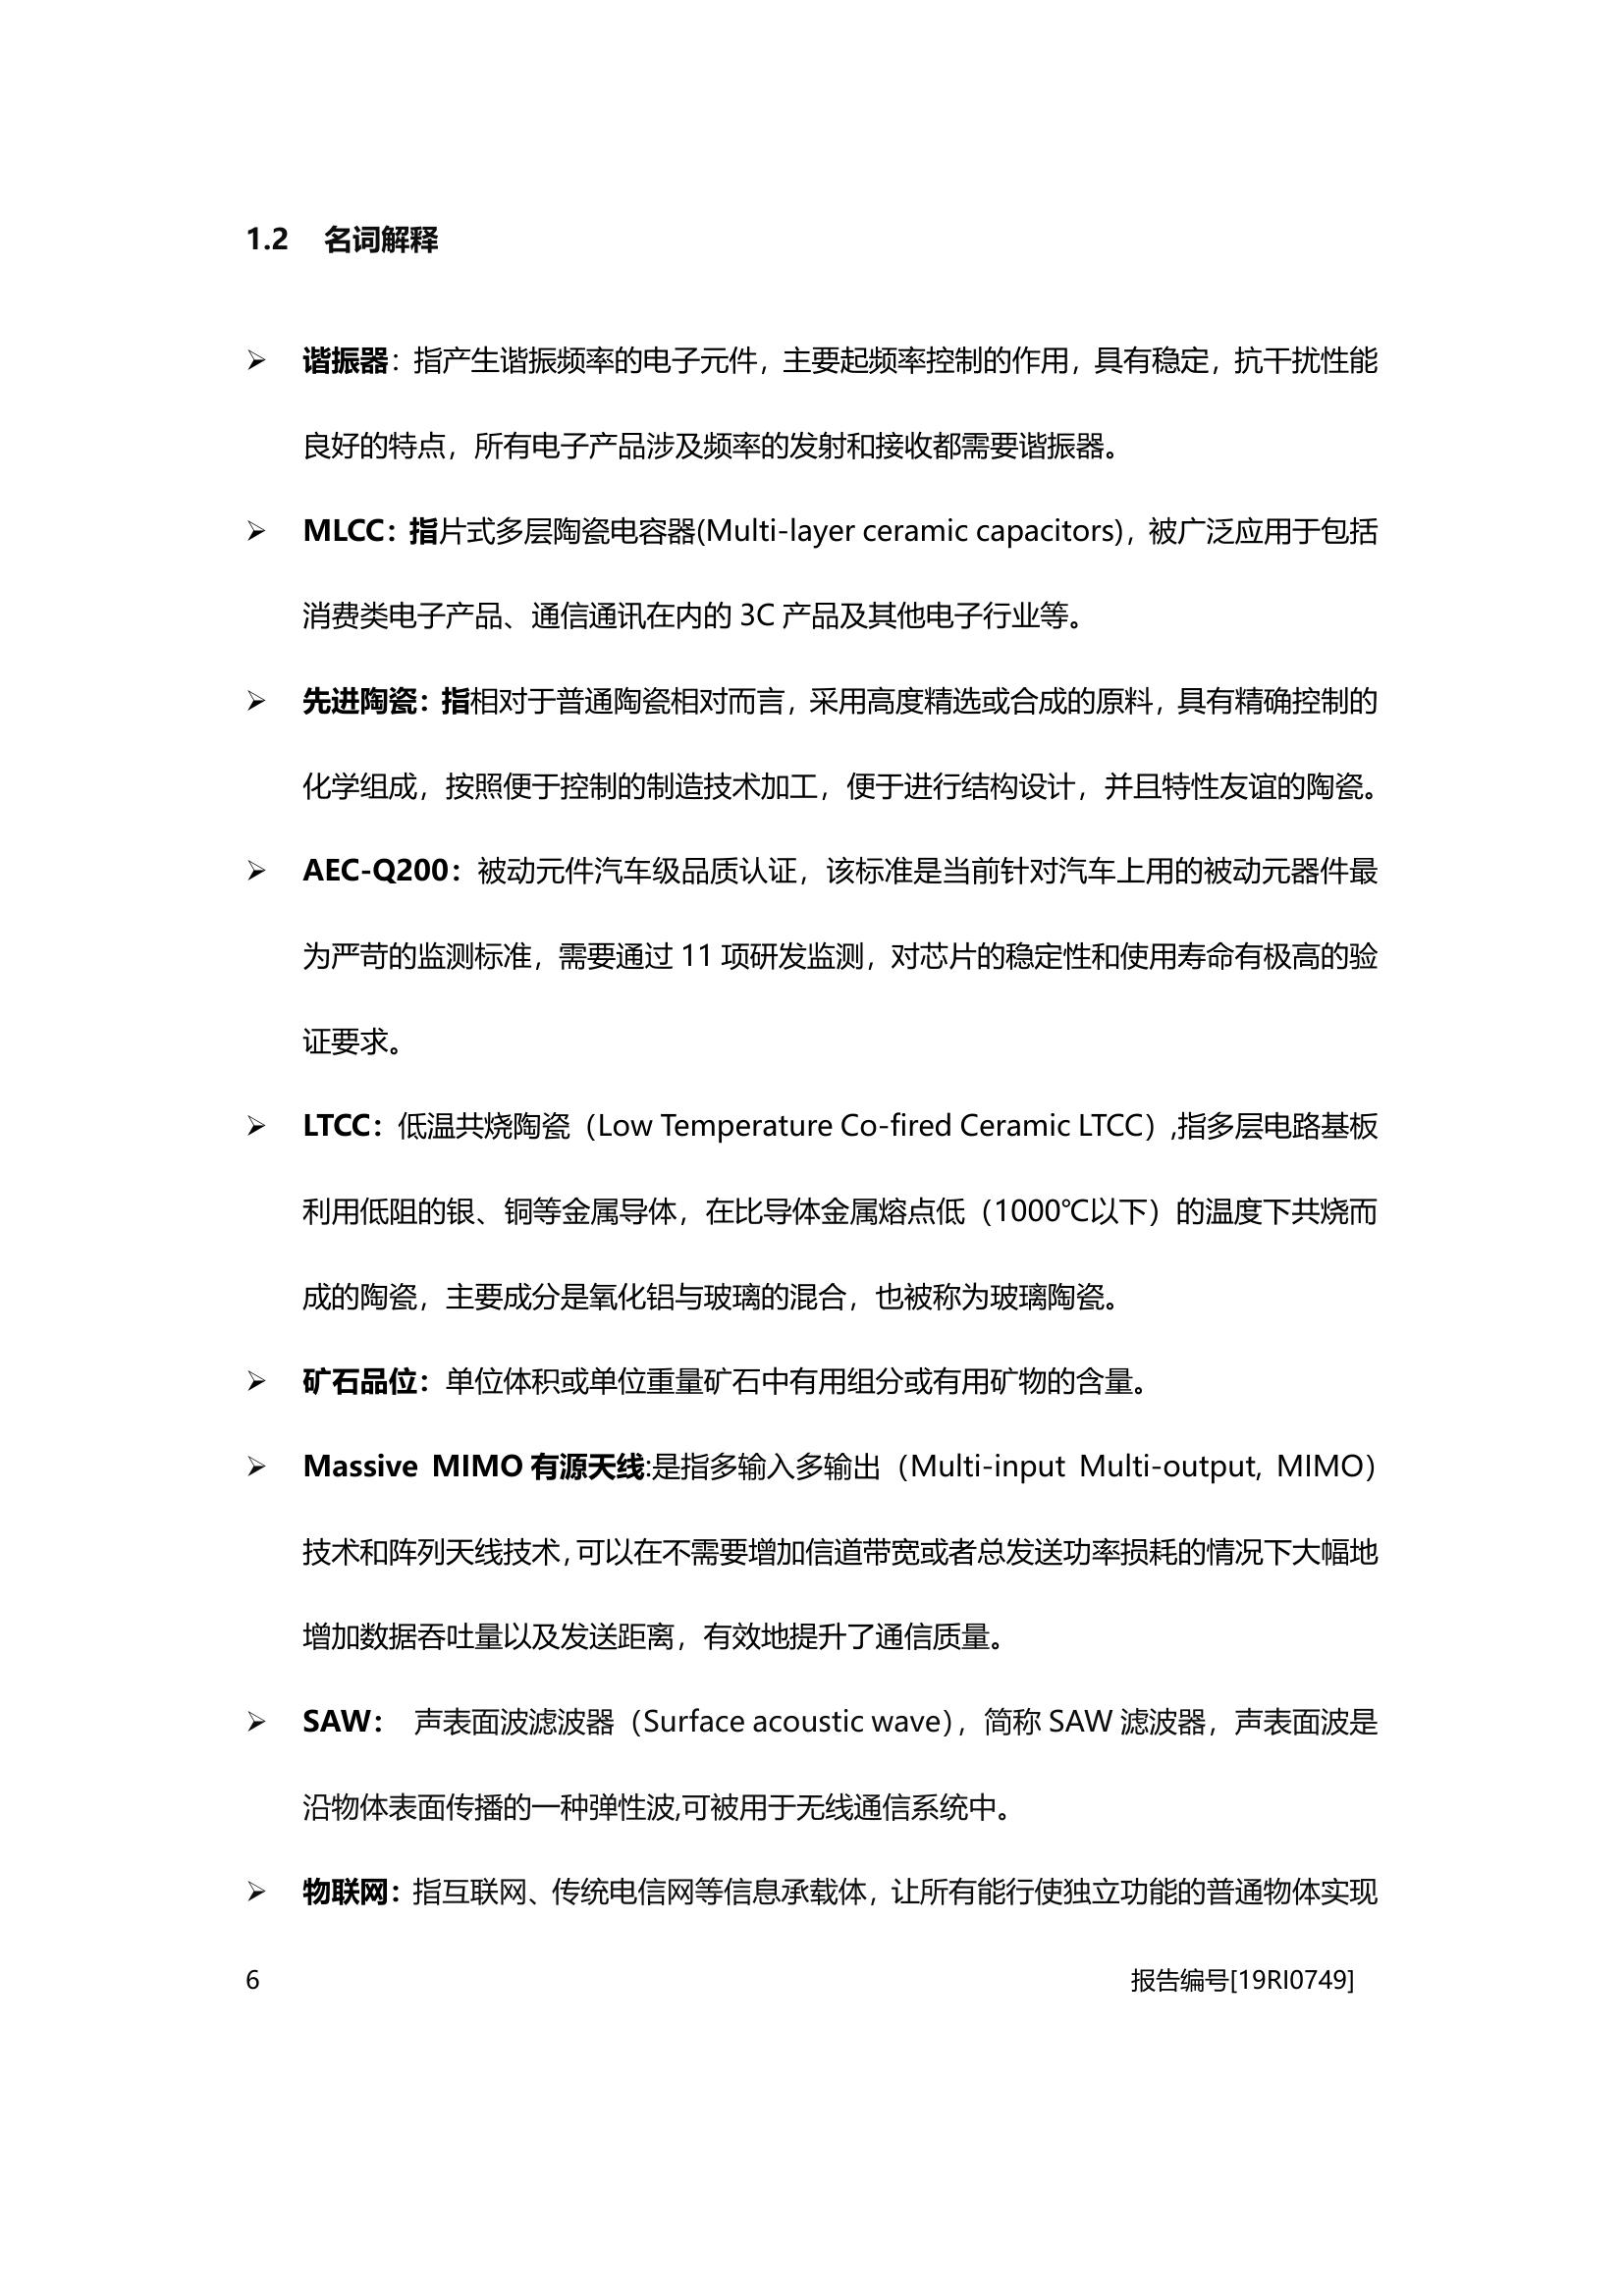 1.2 名词解释
➢ 谐振器：指产生谐振频率的电子元件，主要起频率控制的作用，具有稳定，抗干扰性能
良好的特点，所有电子产品涉及频率的发射和接收都需要谐振器。
➢ MLCC：指片式多层陶瓷电容器(Multi-layer ceramic capacitors)，被广泛应用于包括
消费类电子产品、通信通讯在内的 3C 产品及其他电子行业等。
➢ 先进陶瓷：指相对于普通陶瓷相对而言，采用高度精选或合成的原料，具有精确控制的
化学组成，按照便于控制的制造技术加工，便于进行结构设计，并且特性友谊的陶瓷。
➢ AEC-Q200：被动元件汽车级品质认证，该标准是当前针对汽车上用的被动元器件最
为严苛的监测标准，需要通过 11 项研发监测，对芯片的稳定性和使用寿命有极高的验
证要求。
➢ LTCC：低温共烧陶瓷（Low Temperature Co-fired Ceramic LTCC）,指多层电路基板
利用低阻的银、铜等金属导体，在比导体金属熔点低（1000℃以下）的温度下共烧而
成的陶瓷，主要成分是氧化铝与玻璃的混合，也被称为玻璃陶瓷。
➢ 矿石品位：单位体积或单位重量矿石中有用组分或有用矿物的含量。
➢ Massive MIMO 有源天线:是指多输入多输出（Multi-input Multi-output, MIMO）
技术和阵列天线技术，可以在不需要增加信道带宽或者总发送功率损耗的情况下大幅地
增加数据吞吐量以及发送距离，有效地提升了通信质量。
➢ SAW： 声表面波滤波器（Surface acoustic wave），简称 SAW 滤波器，声表面波是
沿物体表面传播的一种弹性波,可被用于无线通信系统中。
➢ 物联网：指互联网、传统电信网等信息承载体，让所有能行使独立功能的普通物体实现
6 报告编号[19RI0749]